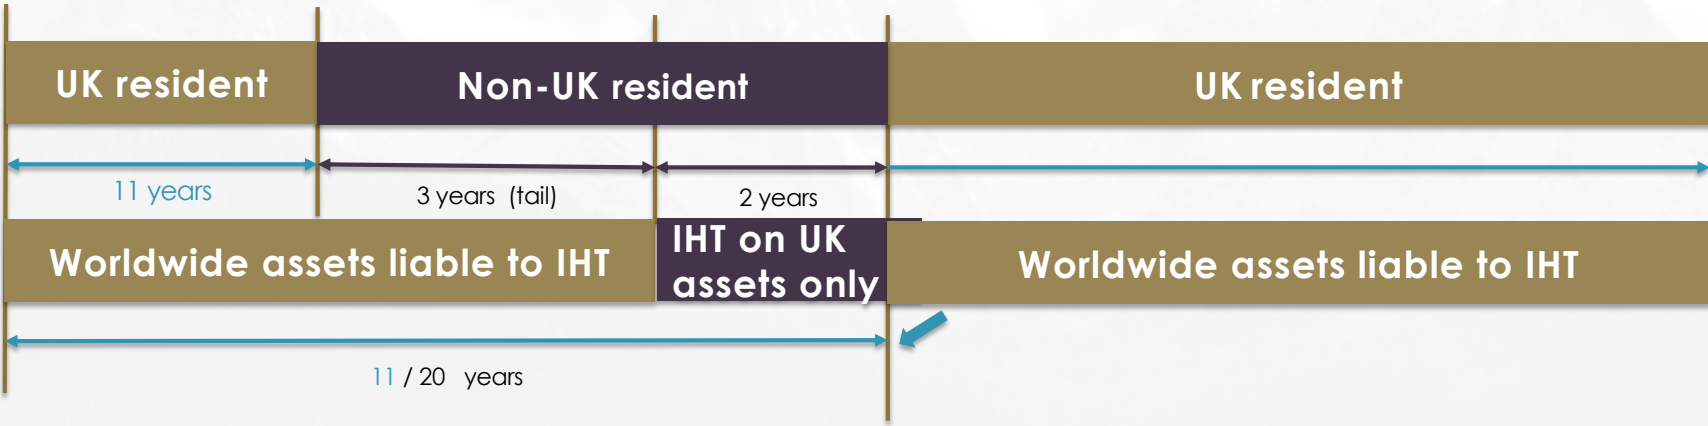 UK resident
Non-UK resident
UK resident
11 years
3 years (tail)
2 years
Worldwide assets liable to IHT
IHT on UK
assets only
Worldwide assets liable to IHT
11 / 20 years